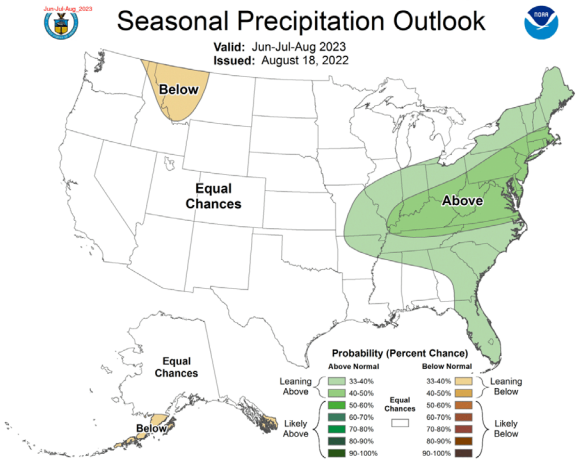 Jun-Jul-Aug_2023
Seasonal Precipitation Outlook
NOAA
Valid: Jun-Jul-Aug 2023
Issued: August 18, 2022
Below
Equal
Chances
Above
Equal
Chances
Below
Probability (Percent Chance)
Above Normal
Below Normal
Leaning
Above
33-40%
40-50%
Likely
Above
50-60%
60-70%
70-80%
80-90%
90-100%
Equal
Chances
33-40%
40-50%
Leaning
Below
50-60%
60-70%
70-80%
80-90%
90-100%
Likely
Below